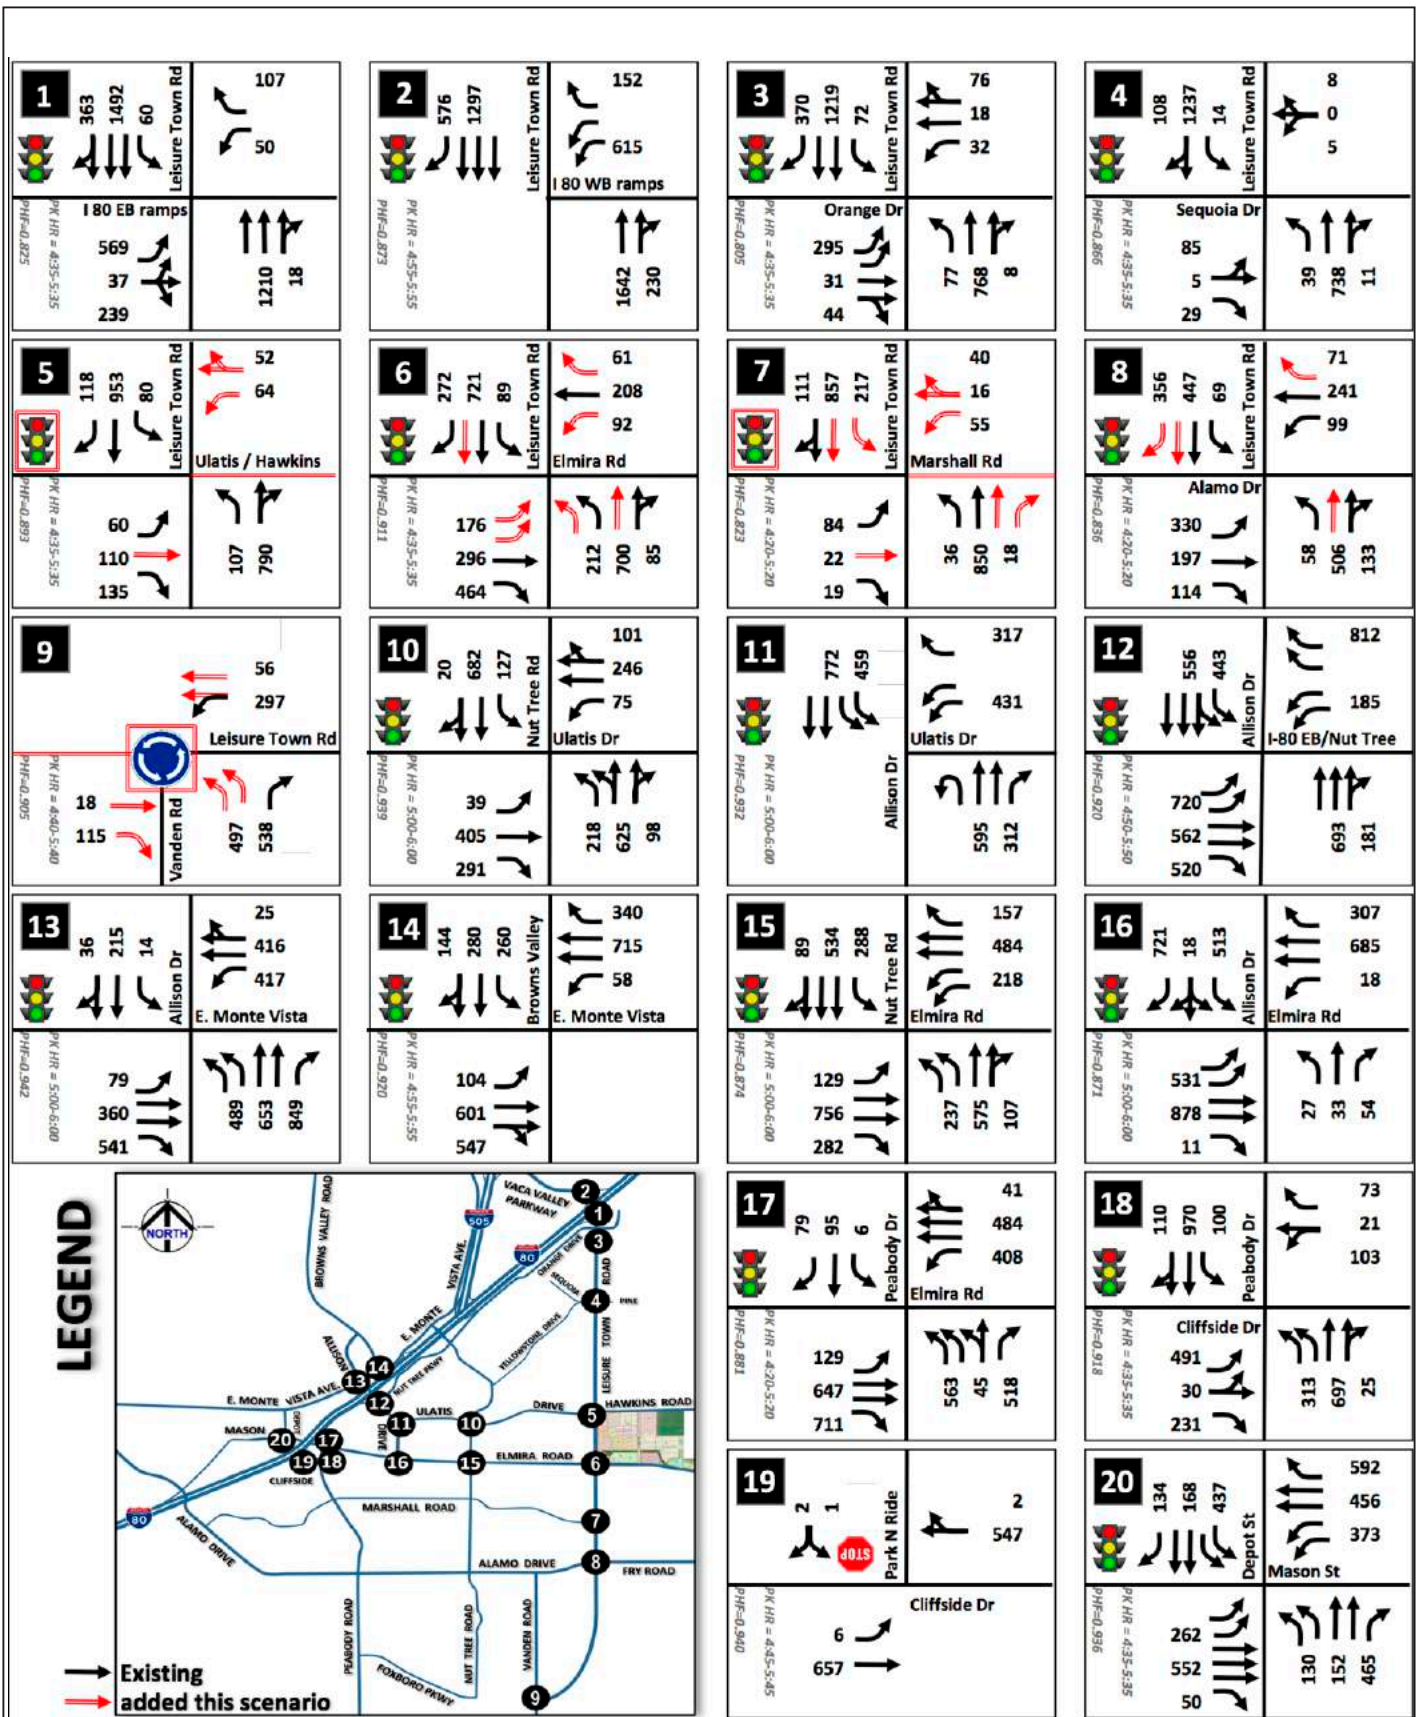 1
363
1492
60
Leisure Town Rd
107
50
I 80 EB ramps
PHF=0.825
PK HR = 4:35-5:35
569
37
239
1210
18
2
576
1297
Leisure Town Rd
152
615
I 80 WB ramps
PHF=0.873
PK HR = 4:55-5:55
1642
230
3
370
1219
72
Leisure Town Rd
76
18
32
Orange Dr
PHF=0.805
PK HR = 4:35-5:35
295
31
44
77
768
8
4
108
1237
14
Leisure Town Rd
8
0
5
Sequoia Dr
PHF=0.866
PK HR = 4:35-5:35
85
5
29
39
738
11
5
118
953
80
Leisure Town Rd
52
64
Ulatis / Hawkins
PHF=0.893
PK HR = 4:35-5:35
60
110
135
107
790
6
272
721
89
Leisure Town Rd
61
208
92
Elmira Rd
PHF=0.911
PK HR = 4:35-5:35
176
296
464
212
700
85
7
111
857
217
Leisure Town Rd
40
16
55
Marshall Rd
PHF=0.823
PK HR = 4:20-5:20
84
22
19
36
850
18
8
356
447
69
Leisure Town Rd
71
241
99
Alamo Dr
PHF=0.836
PK HR = 4:20-5:20
330
197
114
58
506
133
9
56
297
Leisure Town Rd
PHF=0.905
PK HR = 4:40-5:40
18
115
Vanden Rd
497
538
10
20
682
127
Nut Tree Rd
101
246
75
Ulatis Dr
PHF=0.939
PK HR = 5:00-6:00
39
405
291
218
625
98
11
772
459
317
431
Ulatis Dr
Allison Dr
PHF=0.932
PK HR = 5:00-6:00
595
312
12
556
443
Allison Dr
812
185
I-80 EB/Nut Tree
PHF=0.920
PK HR = 4:50-5:50
720
562
520
693
181
13
36
215
14
Allison Dr
25
416
417
E. Monte Vista
PHF=0.942
PK HR = 5:00-6:00
79
360
541
489
653
849
14
144
280
260
Browns Valley
340
715
58
E. Monte Vista
PHF=0.920
PK HR = 4:55-5:55
104
601
547
15
89
534
288
Nut Tree Rd
157
484
218
Elmira Rd
PHF=0.874
PK HR = 5:00-6:00
129
756
282
237
575
107
16
721
18
513
Allison Dr
307
685
18
Elmira Rd
PHF=0.871
PK HR = 5:00-6:00
531
878
11
27
33
54
17
79
95
6
Peabody Dr
41
484
408
Elmira Rd
PHF=0.881
PK HR = 4:20-5:20
129
647
711
563
45
518
18
110
970
100
Peabody Dr
73
21
103
Cliffside Dr
PHF=0.918
PK HR = 4:35-5:35
491
30
231
313
697
25
19
2
1
STOP
Park N Ride
2
547
Cliffside Dr
PHF=0.940
PK HR = 4:45-5:45
6
657
20
134
168
437
Depot St
592
456
373
Mason St
PHF=0.936
PK HR = 4:35-5:35
262
552
50
130
152
465
LEGEND
NORTH
BROWNS VALLEY ROAD
505
VACA VALLEY
PARKWAY
2
1
3
80
ORANGE DRIVE
VISTA AVE.
SEQUOIA
ROAD
4
PINE
E. MONTE
YELLOWSTONE DRIVE
LEISURE TOWN
ALLISON
14
13
NUT TREE PKWY
E. MONTE VISTA AVE.
12
DEPOT
11
ULATIS
10
DRIVE
5
HAWKINS ROAD
MASON
20
17
DRIVE
19
18
16
15
ELMIRA ROAD
6
CLIFFSIDE
MARSHALL ROAD
7
80
ALAMO DRIVE
ALAMO DRIVE
8
FRY ROAD
PEABODY ROAD
NUT TREE ROAD
VANDEN ROAD
FOXBORO PKWY
9
Existing
added this scenario